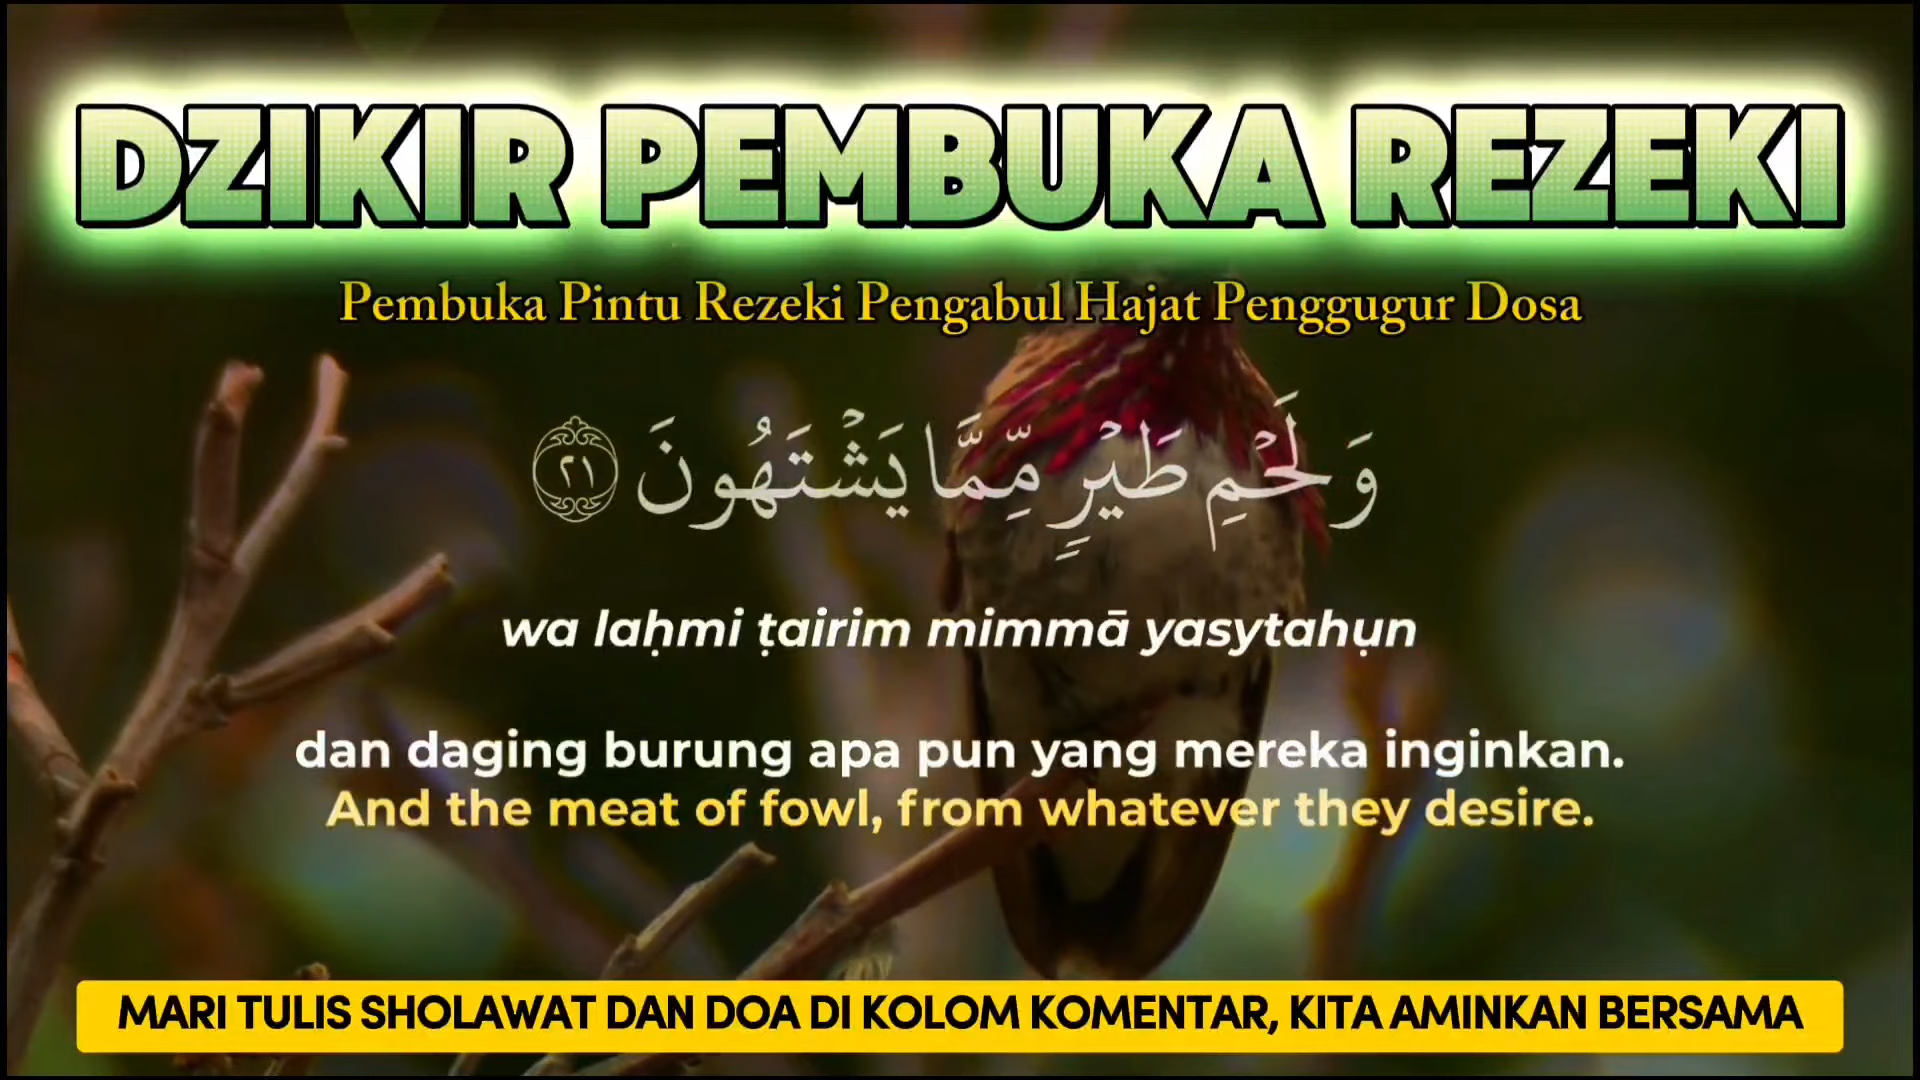 DZIKIR PEMBUKA REZEKI
Pembuka Pintu Rezeki Pengabul Hajat Penggugur Dosa
وَلَحْمِ طَيْرٍ مِّمَّا يَشْتَهُونَ ٢١
wa laḥmi ṭairim mimmā yasytahụn
dan daging burung apa pun yang mereka inginkan.
And the meat of fowl, from whatever they desire.
MARI TULIS SHOLAWAT DAN DOA DI KOLOM KOMENTAR, KITA AMINKAN BERSAMA